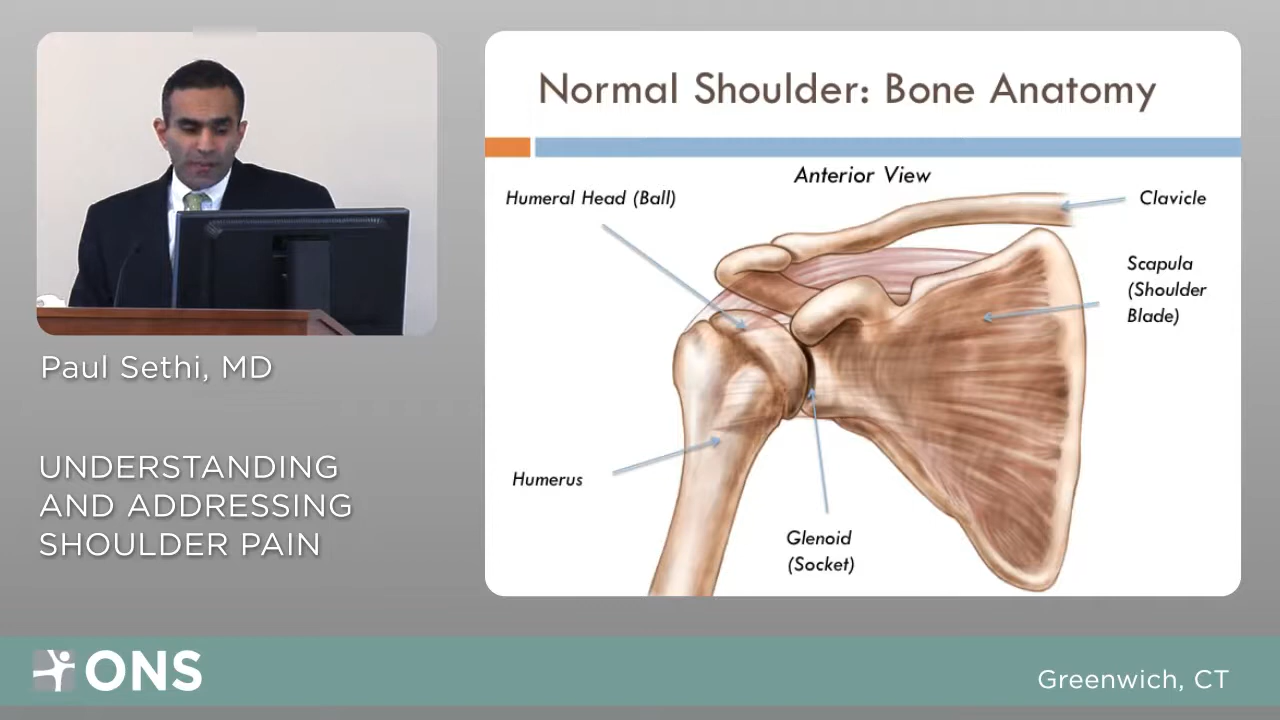 Normal Shoulder: Bone Anatomy
Anterior View
Humeral Head (Ball)
Clavicle
Scapula
(Shoulder
Blade)
Humerus
Glenoid
(Socket)
Paul Sethi, MD
UNDERSTANDING
AND ADDRESSING
SHOULDER PAIN
ONS
Greenwich, CT